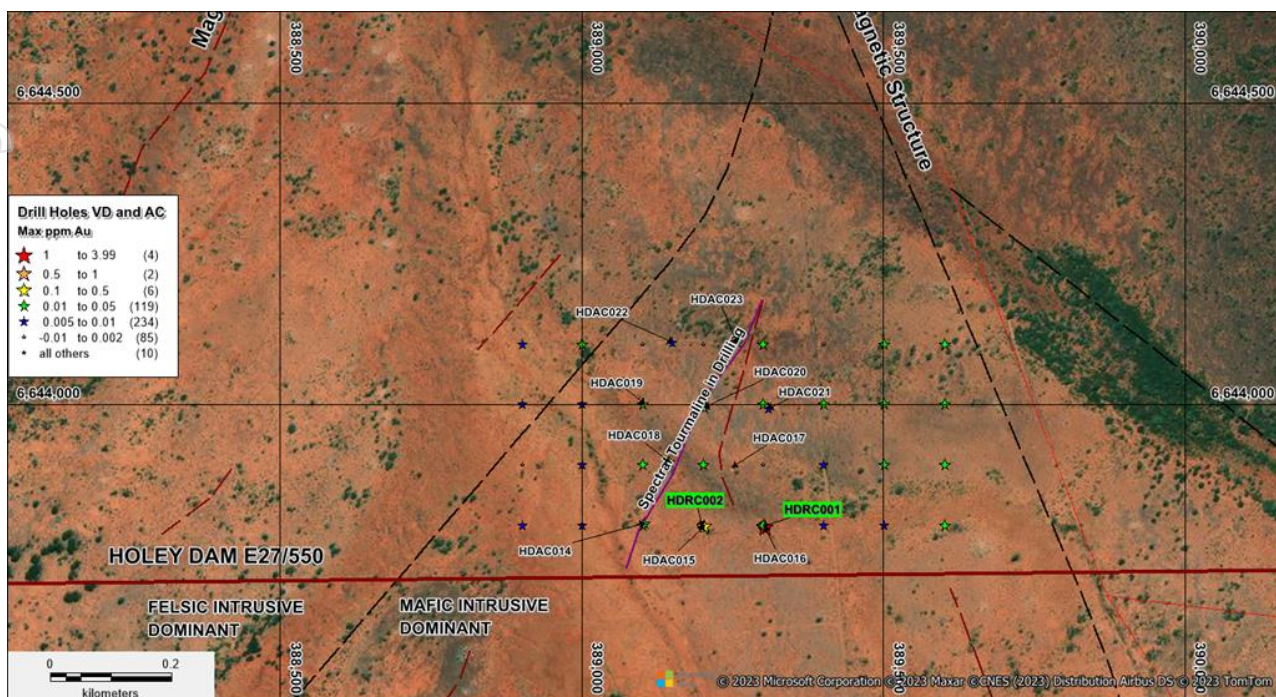 Mag
388,500
389,000
389,500
390,000
Magnetic Structure
6,644,500
6,644,500
Drill Holes VD and AC
Max ppm Au
1 to 3.99 (4)
0.5 to 1 (2)
0.1 to 0.5 (6)
0.01 to 0.05 (119)
0.005 to 0.01 (234)
-0.01 to 0.002 (85)
all others (10)
HDAC022
HDAC023
Spectral Tourmaline in Drilling
6,644,000
6,644,000
HDAC019
HDAC020
HDAC021
HDAC018
HDAC017
HDRC002
HDRC001
HDAC014
HDAC015
HDAC016
HOLEY DAM E27/550
FELSIC INTRUSIVE
DOMINANT
MAFIC INTRUSIVE
DOMINANT
0 0.2
kilometers
388,500
389,000
389,500
390,000
© 2023 Microsoft Corporation © 2023 Maxar ©CNES (2023) Distribution Airbus DS © 2023 TomTom